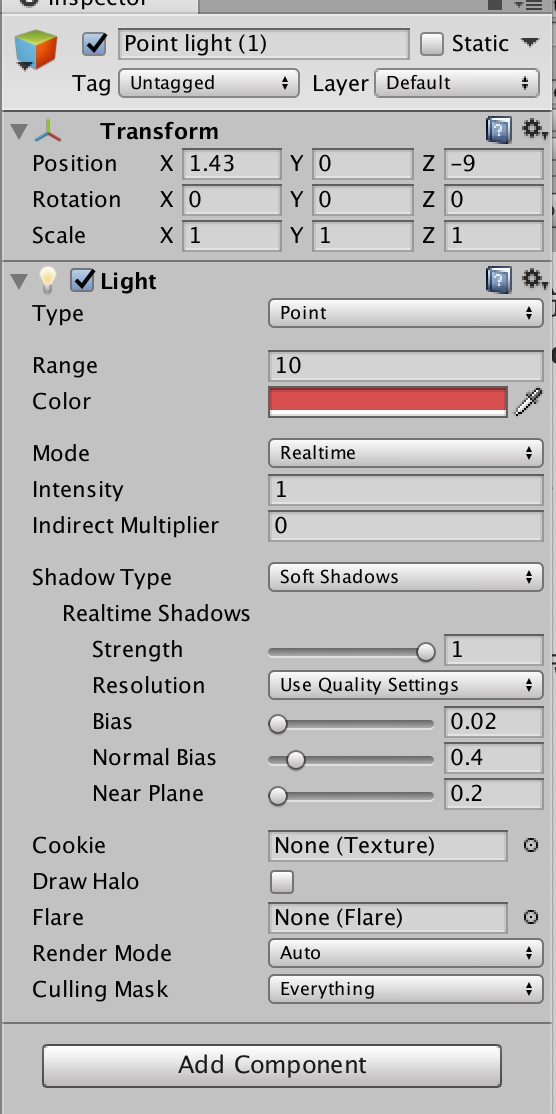 Inspector
Point light (1) Static
Tag Untagged Layer Default
Transform
Position X 1.43 Y 0 Z -9
Rotation X 0 Y 0 Z 0
Scale X 1 Y 1 Z 1
Light
Type Point
Range 10
Color
Mode Realtime
Intensity 1
Indirect Multiplier 0
Shadow Type Soft Shadows
Realtime Shadows
Strength 1
Resolution Use Quality Settings
Bias 0.02
Normal Bias 0.4
Near Plane 0.2
Cookie None (Texture)
Draw Halo
Flare None (Flare)
Render Mode Auto
Culling Mask Everything
Add Component